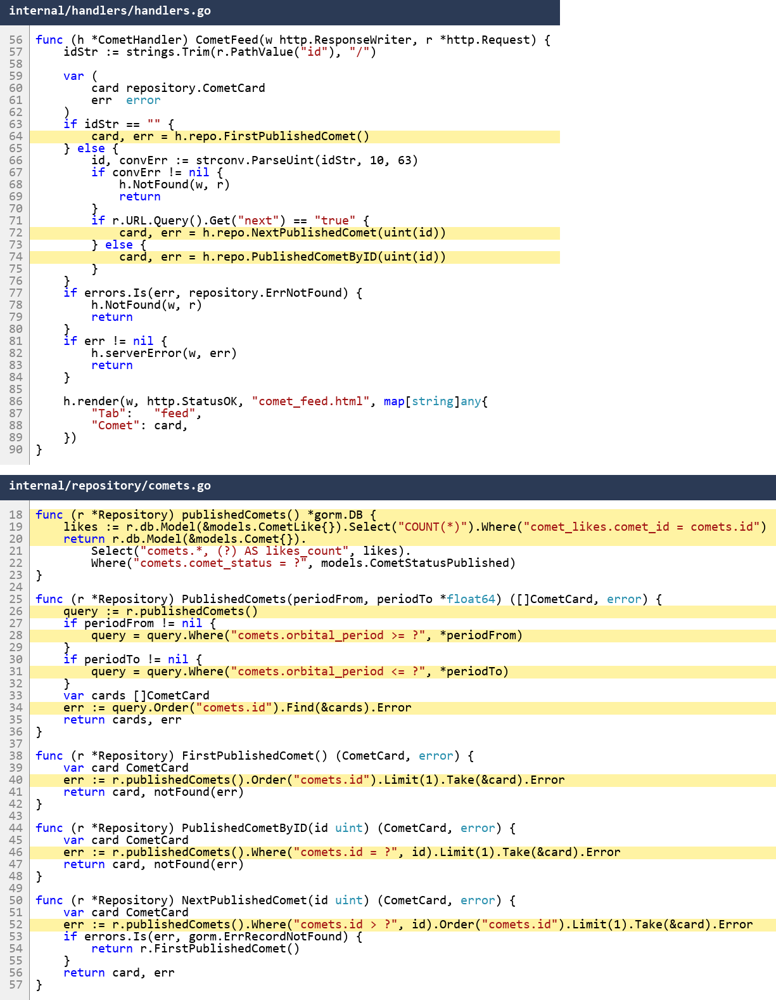 internal/handlers/handlers.go
56 func (h *CometHandler) CometFeed(w http.ResponseWriter, r *http.Request) {
57     idStr := strings.Trim(r.PathValue("id"), "/")
58
59     var (
60         card repository.CometCard
61         err  error
62     )
63     if idStr == "" {
64         card, err = h.repo.FirstPublishedComet()
65     } else {
66         id, convErr := strconv.ParseUint(idStr, 10, 63)
67         if convErr != nil {
68             h.NotFound(w, r)
69             return
70         }
71         if r.URL.Query().Get("next") == "true" {
72             card, err = h.repo.NextPublishedComet(uint(id))
73         } else {
74             card, err = h.repo.PublishedCometByID(uint(id))
75         }
76     }
77     if errors.Is(err, repository.ErrNotFound) {
78         h.NotFound(w, r)
79         return
80     }
81     if err != nil {
82         h.serverError(w, err)
83         return
84     }
85
86     h.render(w, http.StatusOK, "comet_feed.html", map[string]any{
87         "Tab":   "feed",
88         "Comet": card,
89     })
90 }
internal/repository/comets.go
18 func (r *Repository) publishedComets() *gorm.DB {
19     likes := r.db.Model(&models.CometLike{}).Select("COUNT(*)").Where("comet_likes.comet_id = comets.id")
20     return r.db.Model(&models.Comet{}).
21         Select("comets.*, (?) AS likes_count", likes).
22         Where("comets.comet_status = ?", models.CometStatusPublished)
23 }
24
25 func (r *Repository) PublishedComets(periodFrom, periodTo *float64) ([]CometCard, error) {
26     query := r.publishedComets()
27     if periodFrom != nil {
28         query = query.Where("comets.orbital_period >= ?", *periodFrom)
29     }
30     if periodTo != nil {
31         query = query.Where("comets.orbital_period <= ?", *periodTo)
32     }
33     var cards []CometCard
34     err := query.Order("comets.id").Find(&cards).Error
35     return cards, err
36 }
37
38 func (r *Repository) FirstPublishedComet() (CometCard, error) {
39     var card CometCard
40     err := r.publishedComets().Order("comets.id").Limit(1).Take(&card).Error
41     return card, notFound(err)
42 }
43
44 func (r *Repository) PublishedCometByID(id uint) (CometCard, error) {
45     var card CometCard
46     err := r.publishedComets().Where("comets.id = ?", id).Limit(1).Take(&card).Error
47     return card, notFound(err)
48 }
49
50 func (r *Repository) NextPublishedComet(id uint) (CometCard, error) {
51     var card CometCard
52     err := r.publishedComets().Where("comets.id > ?", id).Order("comets.id").Limit(1).Take(&card).Error
53     if errors.Is(err, gorm.ErrRecordNotFound) {
54         return r.FirstPublishedComet()
55     }
56     return card, err
57 }